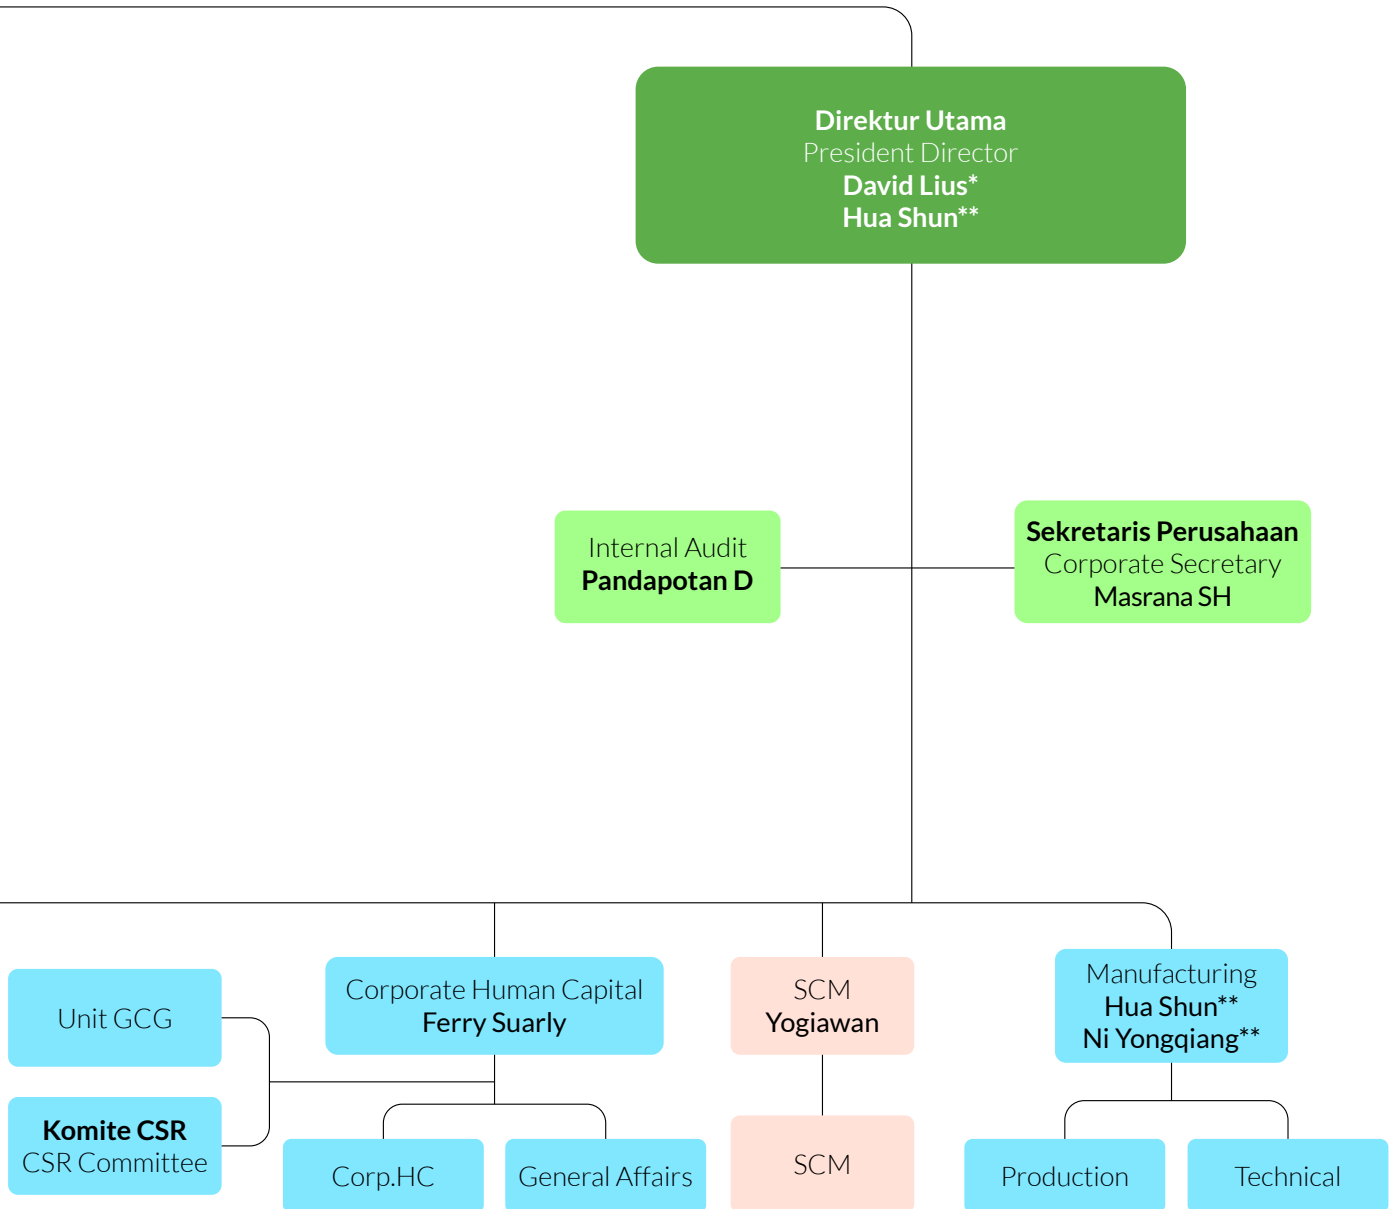 Direktur Utama
President Director
David Lius*
Hua Shun**
Internal Audit
Pandapotan D
Sekretaris Perusahaan
Corporate Secretary
Masrana SH
Unit GCG
Komite CSR
CSR Committee
Corporate Human Capital
Ferry Suarly
Corp.HC
General Affairs
SCM
Yogiawan
SCM
Manufacturing
Hua Shun**
Ni Yongqiang**
Production
Technical